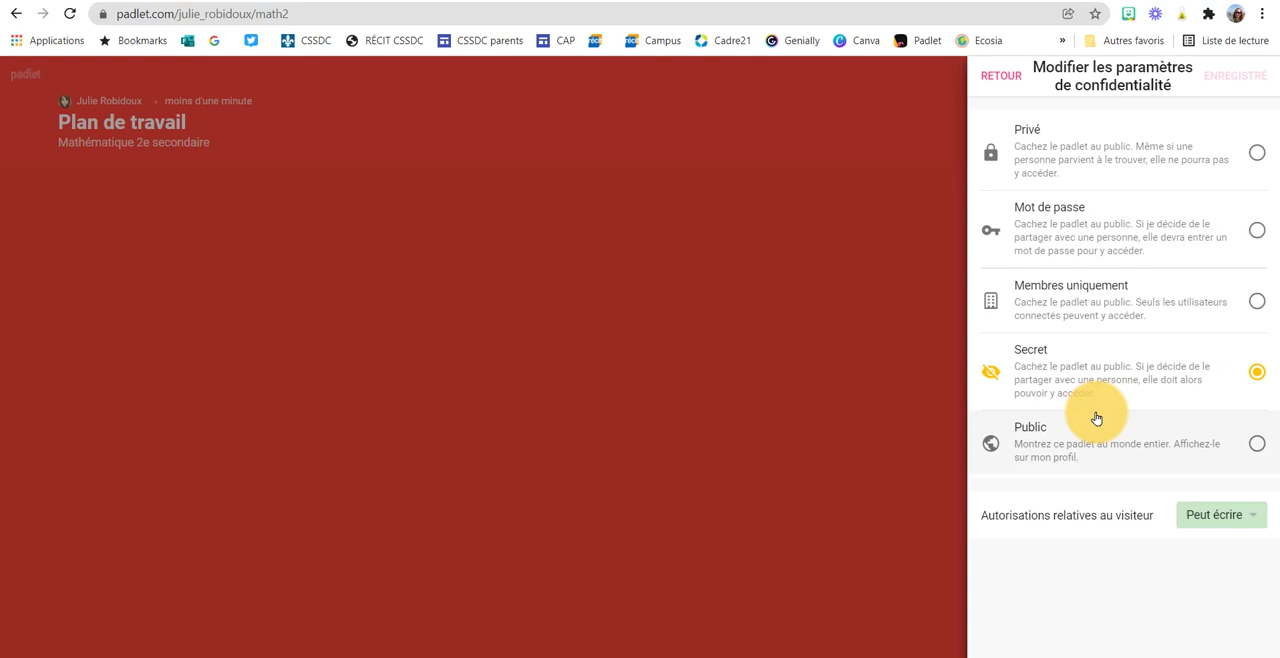 padlet.com/julie_robidoux/math2
Applications Bookmarks CSSDC RÉCIT CSSDC CSSDC parents CAP Campus Cadre21 Genially Canva Padlet Ecosia » Autres favoris Liste de lecture
padlet
Julie Robidoux • moins d'une minute
Plan de travail
Mathématique 2e secondaire
RETOUR
Modifier les paramètres
de confidentialité
ENREGISTRÉ
Privé
Cachez le padlet au public. Même si une
personne parvient à le trouver, elle ne pourra pas
y accéder.
Mot de passe
Cachez le padlet au public. Si je décide de le
partager avec une personne, elle devra entrer un
mot de passe pour y accéder.
Membres uniquement
Cachez le padlet au public. Seuls les utilisateurs
connectés peuvent y accéder.
Secret
Cachez le padlet au public. Si je décide de le
partager avec une personne, elle doit alors
pouvoir y accéder.
Public
Montrez ce padlet au monde entier. Affichez-le
sur mon profil.
Autorisations relatives au visiteur
Peut écrire